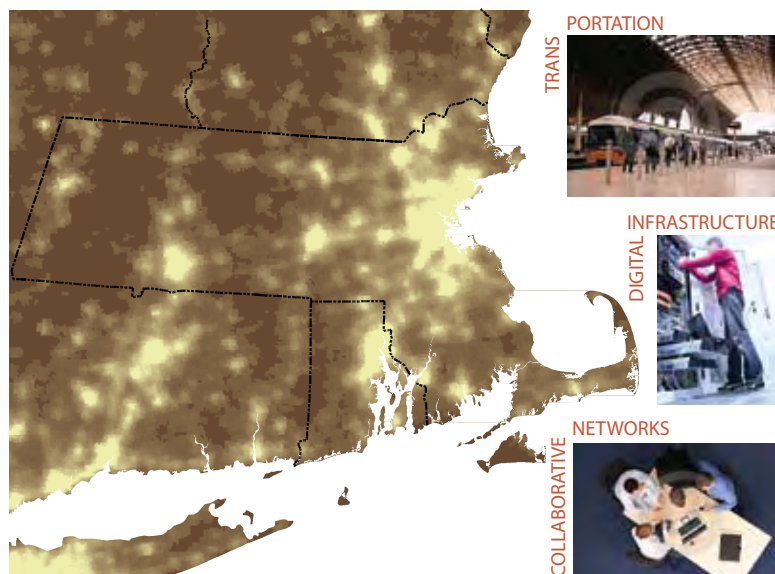 TRANS
PORTATION
DIGITAL
INFRASTRUCTURE
COLLABORATIVE
NETWORKS